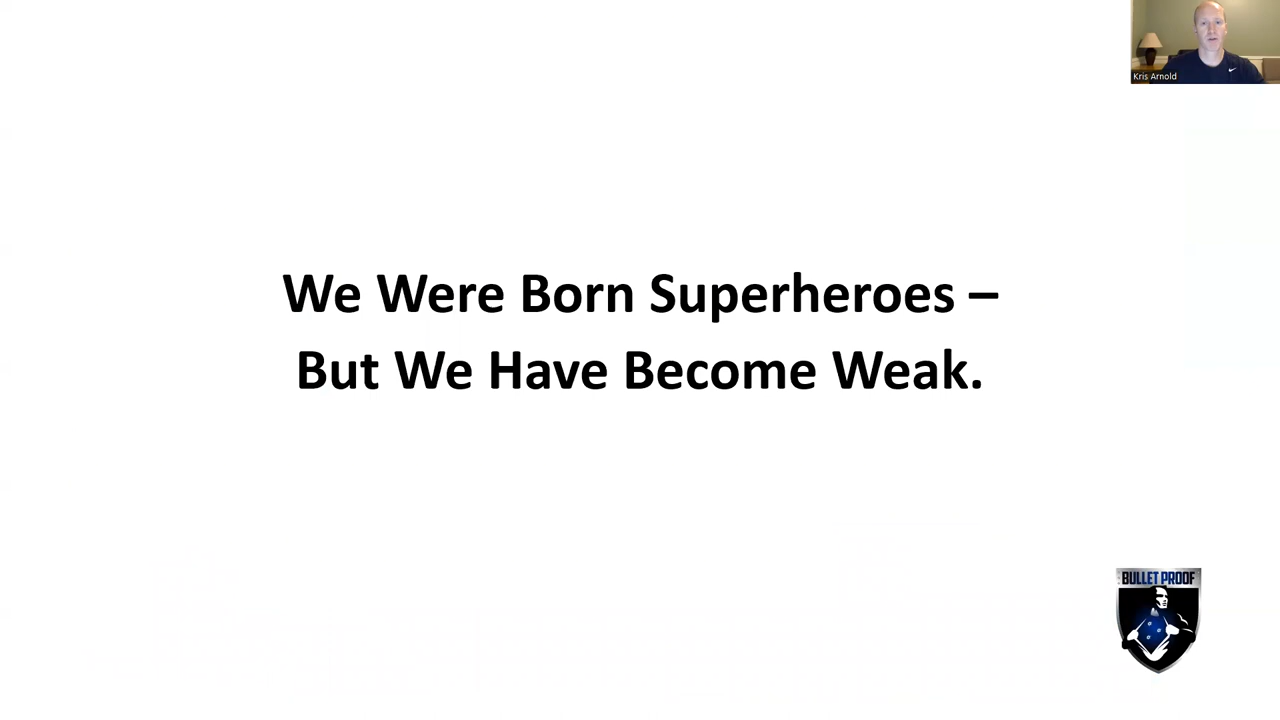 Kris Arnold
We Were Born Superheroes –
But We Have Become Weak.
BULLET PROOF